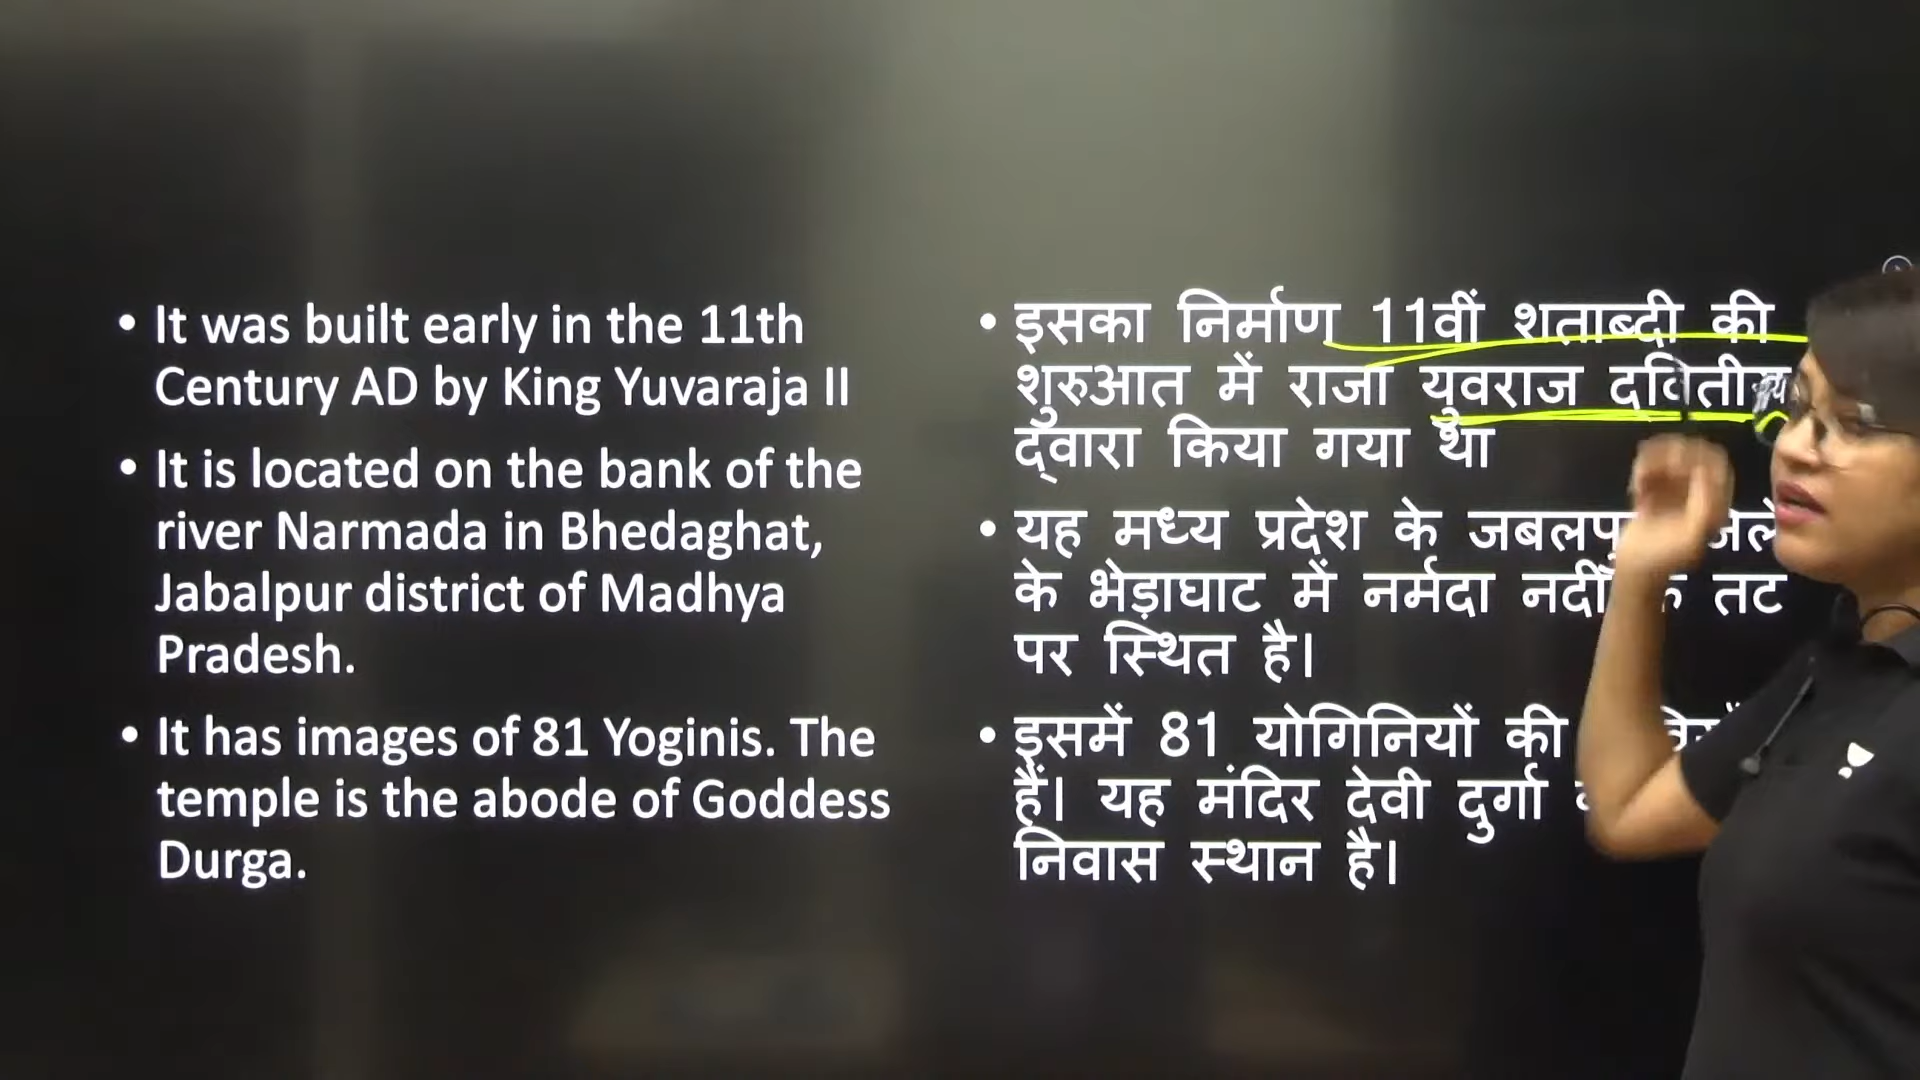 • It was built early in the 11th
Century AD by King Yuvaraja II
• It is located on the bank of the
river Narmada in Bhedaghat,
Jabalpur district of Madhya
Pradesh.
• It has images of 81 Yoginis. The
temple is the abode of Goddess
Durga.
• इसका निर्माण 11वीं शताब्दी की
शुरुआत में राजा युवराज द्वितीय
द्वारा किया गया था
• यह मध्य प्रदेश के
के भेड़ाघाट में नर्मदा नदी तट
पर स्थित है।
• इसमें 81 योगिनियों की
हैं। यह मंदिर देवी दुर्गा
निवास स्थान है।